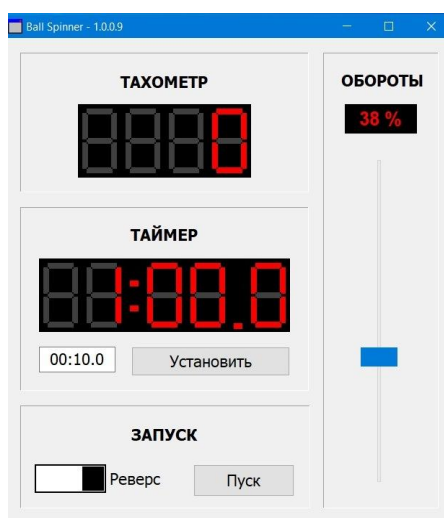 Ball Spinner - 1.0.0.9
ТАХОМЕТР
0
ТАЙМЕР
1:00.0
00:10.0
Установить
ЗАПУСК
Реверс
Пуск
ОБОРОТЫ
38 %